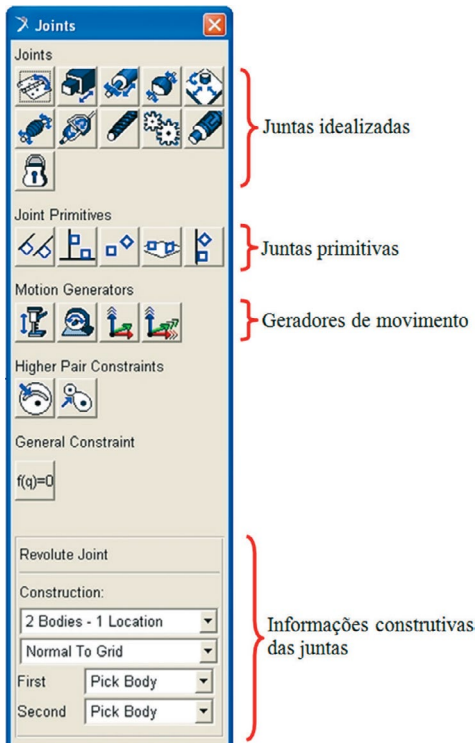 Joints
Joints
Juntas idealizadas
Joint Primitives
Juntas primitivas
Motion Generators
Geradores de movimento
Higher Pair Constraints
General Constraint
f(q)=0
Revolute Joint
Construction:
2 Bodies - 1 Location
Normal To Grid
First Pick Body
Second Pick Body
Informações construtivas
das juntas